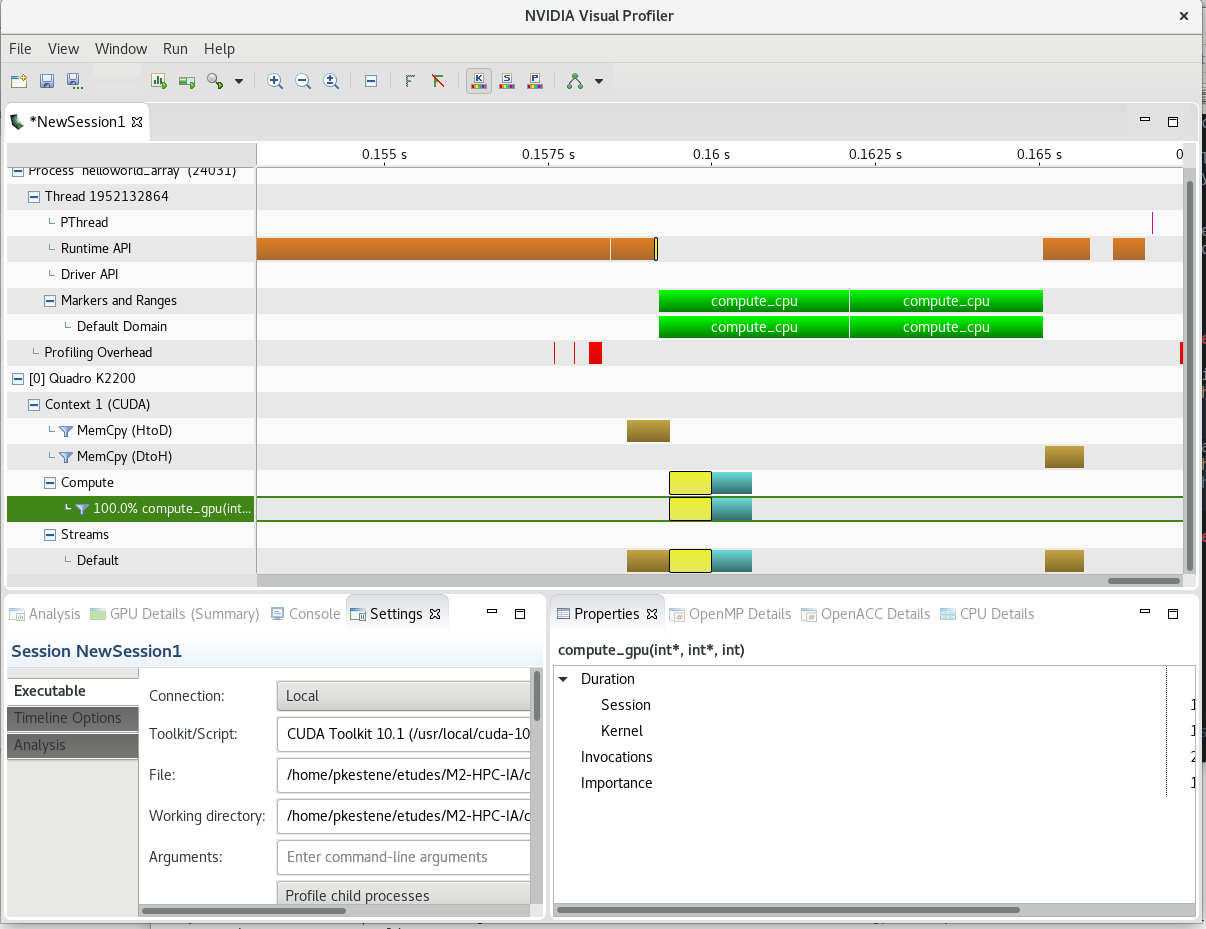 NVIDIA Visual Profiler
File View Window Run Help
*NewSession1
0.155 s 0.1575 s 0.16 s 0.1625 s 0.165 s 0
Process "helloworld_array" (24031)
Thread 1952132864
PThread
Runtime API
Driver API
Markers and Ranges
compute_cpu compute_cpu
Default Domain
compute_cpu compute_cpu
Profiling Overhead
[0] Quadro K2200
Context 1 (CUDA)
MemCpy (HtoD)
MemCpy (DtoH)
Compute
100.0% compute_gpu(int...
Streams
Default
Analysis GPU Details (Summary) Console Settings
Session NewSession1
Executable
Timeline Options
Analysis
Connection: Local
Toolkit/Script: CUDA Toolkit 10.1 (/usr/local/cuda-10
File: /home/pkestene/etudes/M2-HPC-IA/c
Working directory: /home/pkestene/etudes/M2-HPC-IA/c
Arguments: Enter command-line arguments
Profile child processes
Properties OpenMP Details OpenACC Details CPU Details
compute_gpu(int*, int*, int)
Duration
Session
Kernel
Invocations
Importance